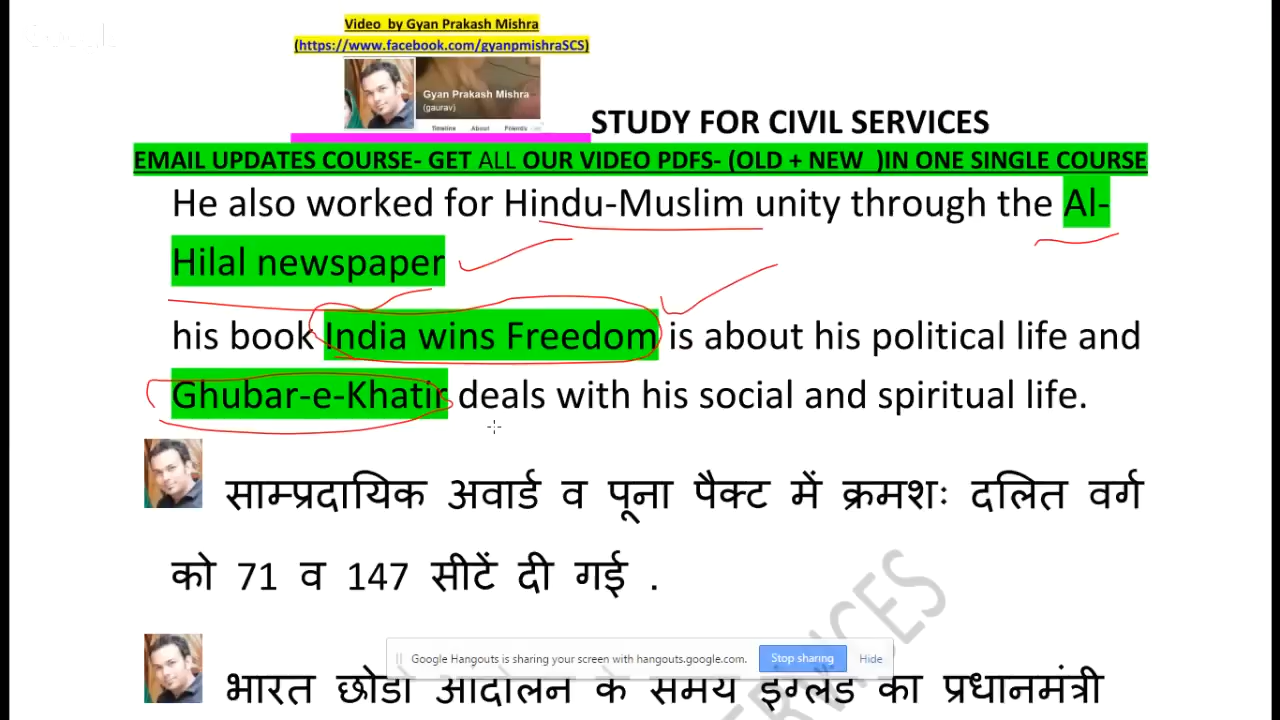 Video by Gyan Prakash Mishra
(https://www.facebook.com/gyanpmishraSCS)
Gyan Prakash Mishra
(gaurav)
Timeline About Friends
STUDY FOR CIVIL SERVICES
EMAIL UPDATES COURSE- GET ALL OUR VIDEO PDFS- (OLD + NEW )IN ONE SINGLE COURSE
He also worked for Hindu-Muslim unity through the Al-
Hilal newspaper
his book India wins Freedom is about his political life and
Ghubar-e-Khatir deals with his social and spiritual life.
साम्प्रदायिक अवार्ड व पूना पैक्ट में क्रमशः दलित वर्ग
को 71 व 147 सीटें दी गई .
Google Hangouts is sharing your screen with hangouts.google.com. Stop sharing Hide
भारत छोडो आंदोलन के समय इंग्लैंड का प्रधानमंत्री